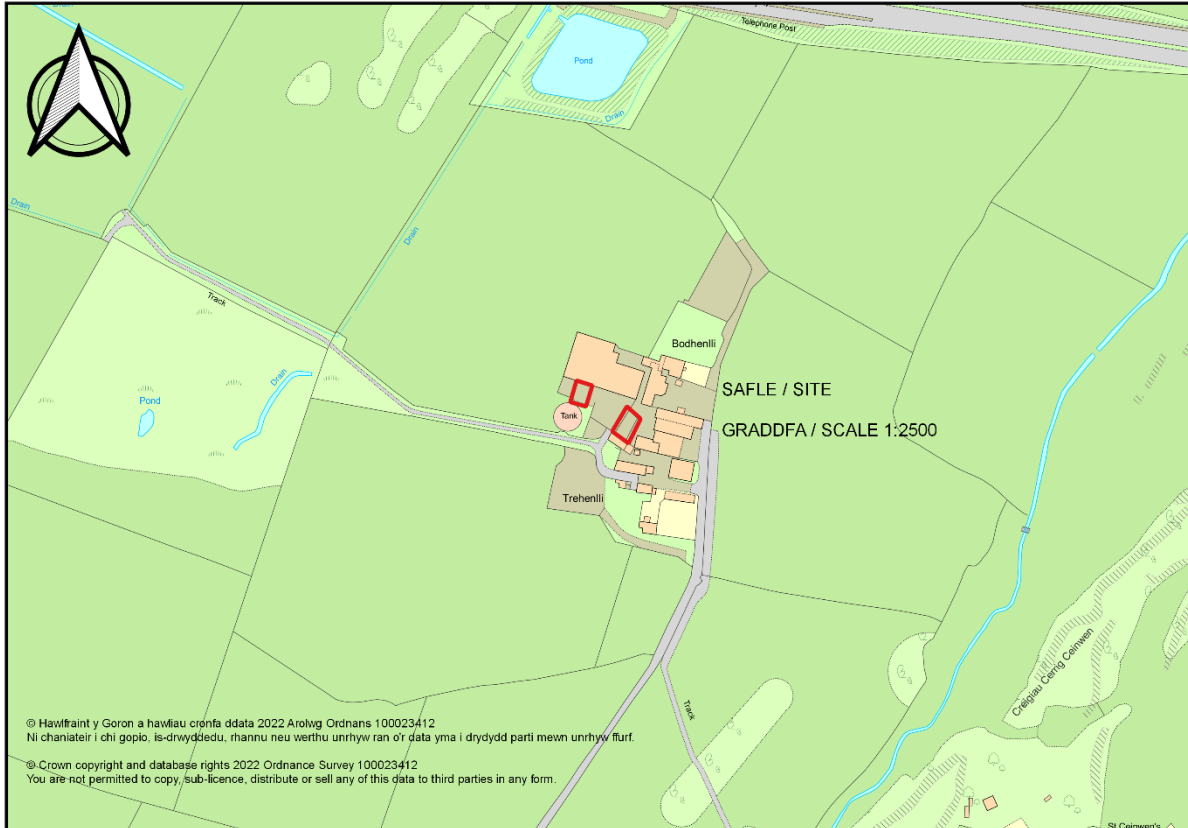 Drain
Telephone Post
Pond
Drain
Drain
Drain
Track
Bodhenlli
SAFLE / SITE
Drain
Pond
Tank
GRADDFA / SCALE 1:2500
Trehenlli
Creigiau Cerrig Ceinwen
Track
© Hawlfraint y Goron a hawliau cronfa ddata 2022 Arolwg Ordnans 100023412
Ni chaniateir i chi gopio, is-drwyddedu, rhannu neu werthu unrhyw ran o'r data yma i drydydd parti mewn unrhyw ffurf.
© Crown copyright and database rights 2022 Ordnance Survey 100023412
You are not permitted to copy, sub-licence, distribute or sell any of this data to third parties in any form.
St Ceinwen's